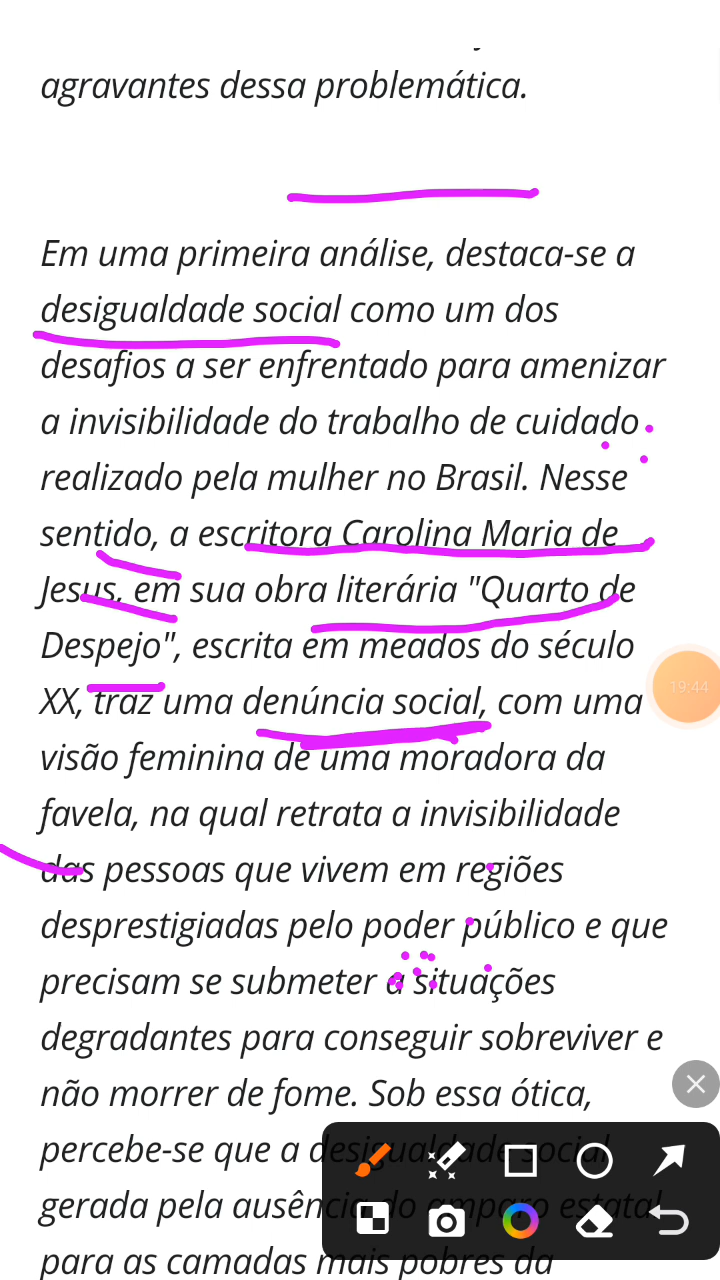 agravantes dessa problemática.
Em uma primeira análise, destaca-se a
desigualdade social como um dos
desafios a ser enfrentado para amenizar
a invisibilidade do trabalho de cuidado
realizado pela mulher no Brasil. Nesse
sentido, a escritora Carolina Maria de
Jesus, em sua obra literária "Quarto de
Despejo", escrita em meados do século
XX, traz uma denúncia social, com uma
visão feminina de uma moradora da
favela, na qual retrata a invisibilidade
das pessoas que vivem em regiões
desprestigiadas pelo poder público e que
precisam se submeter a situações
degradantes para conseguir sobreviver e
não morrer de fome. Sob essa ótica,
percebe-se que a desigualdade social
gerada pela ausência do amparo estatal
para as camadas mais pobres da
19:44